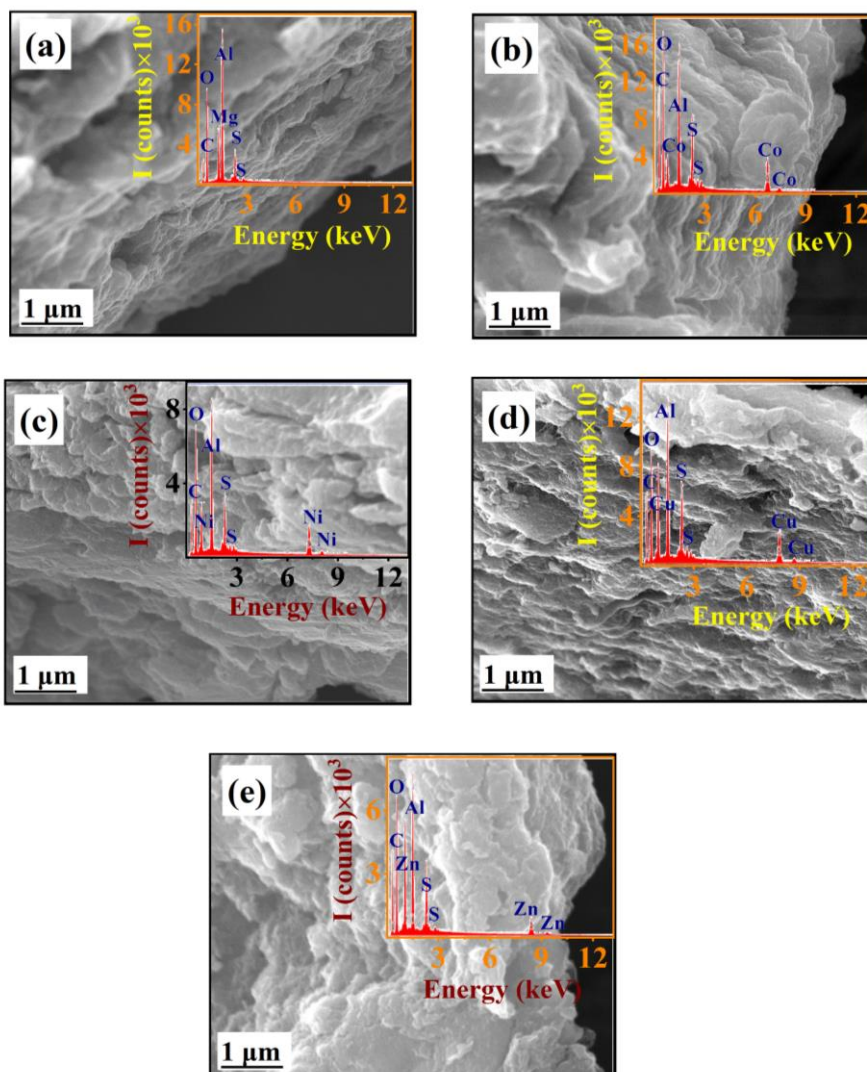 (a)
I (counts)×10³
16
12
8
4
Al
O
Mg
C
S
S
3 6 9 12
Energy (keV)
1 μm
(b)
I (counts)×10³
16
12
8
4
O
C
Al
S
Co
S
Co
Co
3 6 9 12
Energy (keV)
1 μm
(c)
I (counts)×10³
8
4
O
Al
C
S
Ni
S
Ni
Ni
3 6 9 12
Energy (keV)
1 μm
(d)
I (counts)×10³
12
8
4
Al
O
C
S
Cu
S
Cu
Cu
3 6 9 12
Energy (keV)
1 μm
(e)
I (counts)×10³
6
3
O
Al
C
Zn
S
S
Zn
Zn
3 6 9 12
Energy (keV)
1 μm